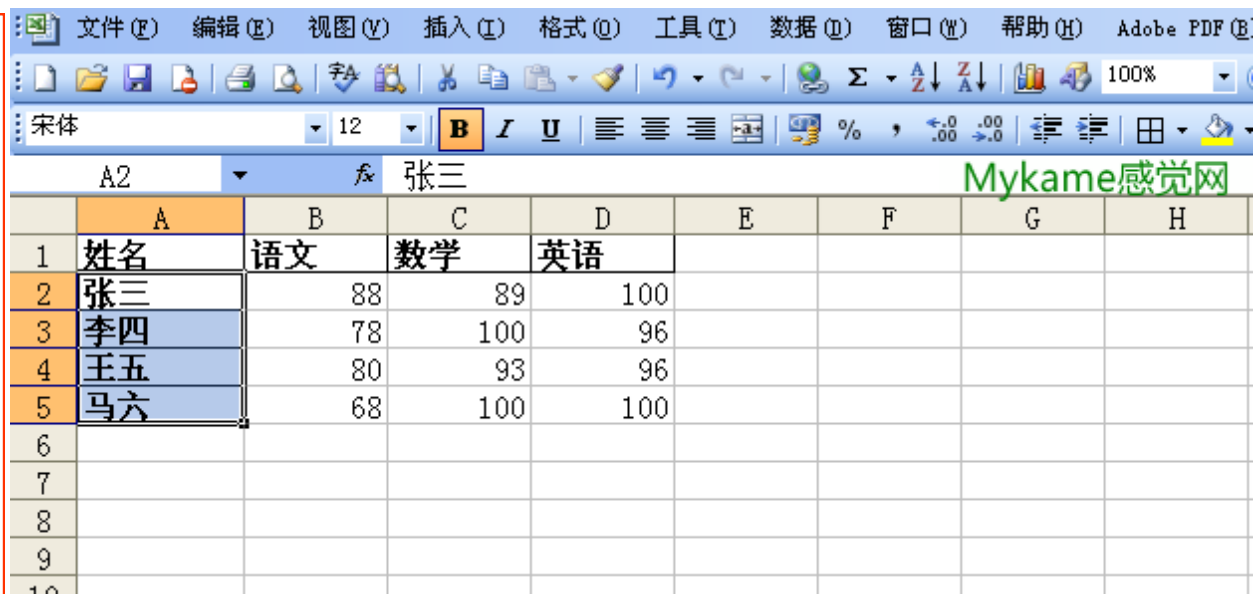 文件(F) 编辑(E) 视图(V) 插入(I) 格式(O) 工具(T) 数据(D) 窗口(W) 帮助(H) Adobe PDF(B)
100%
宋体 12 B I U
A2 fx 张三 Mykame感觉网
A B C D E F G H
1 姓名 语文 数学 英语
2 张三 88 89 100
3 李四 78 100 96
4 王五 80 93 96
5 马六 68 100 100
6
7
8
9
10